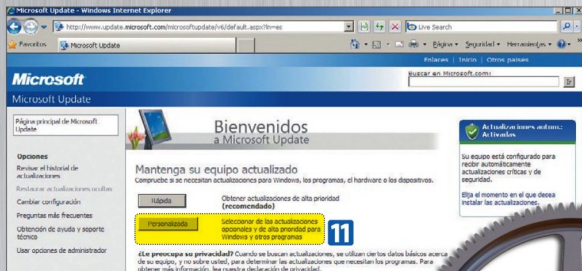 Microsoft Update - Windows Internet Explorer
http://www.update.microsoft.com/microsoftupdate/v6/default.aspx?ln=es
Live Search
Favoritos
Microsoft Update
Página
Seguridad
Herramientas
Enlaces | Inicio | Otros países
Microsoft
Buscar en Microsoft.com:
Ir
Microsoft Update
Página principal de Microsoft
Update
Opciones
Revisar el historial de
actualizaciones
Restaurar actualizaciones ocultas
Cambiar configuración
Preguntas más frecuentes
Obtención de ayuda y soporte
técnico
Usar opciones de administrador
Bienvenidos
a Microsoft Update
Mantenga su equipo actualizado
Compruebe si se necesitan actualizaciones para Windows, los programas, el hardware o los dispositivos.
Rápida
Obtener actualizaciones de alta prioridad
(recomendado)
Personalizada
Seleccionar de las actualizaciones
opcionales y de alta prioridad para
Windows y otros programas
11
¿Le preocupa su privacidad? Cuando se buscan actualizaciones, se utilizan ciertos datos básicos acerca
de su equipo, y no sobre usted, para determinar las actualizaciones que necesitan los programas. Para
obtener más información, lea nuestra declaración de privacidad.
Actualizaciones autom.:
Activadas
Su equipo está configurado para
recibir automáticamente
actualizaciones críticas y de
seguridad.
Elija el momento en el que desea
instalar las actualizaciones.